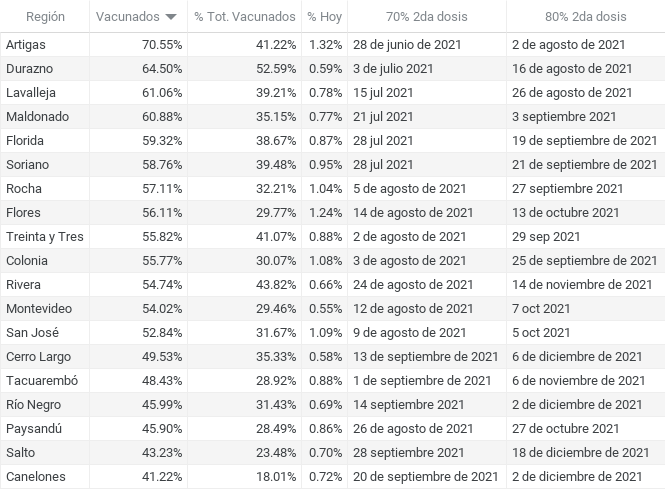 Región Vacunados % Tot. Vacunados % Hoy 70% 2da dosis 80% 2da dosis
Artigas 70.55% 41.22% 1.32% 28 de junio de 2021 2 de agosto de 2021
Durazno 64.50% 52.59% 0.59% 3 de julio 2021 16 de agosto de 2021
Lavalleja 61.06% 39.21% 0.78% 15 jul 2021 26 de agosto de 2021
Maldonado 60.88% 35.15% 0.77% 21 jul 2021 3 septiembre 2021
Florida 59.32% 38.67% 0.87% 28 jul 2021 19 de septiembre de 2021
Soriano 58.76% 39.48% 0.95% 28 jul 2021 21 de septiembre de 2021
Rocha 57.11% 32.21% 1.04% 5 de agosto de 2021 27 septiembre 2021
Flores 56.11% 29.77% 1.24% 14 de agosto de 2021 13 de octubre 2021
Treinta y Tres 55.82% 41.07% 0.88% 2 de agosto de 2021 29 sep 2021
Colonia 55.77% 30.07% 1.08% 3 de agosto de 2021 25 de septiembre de 2021
Rivera 54.74% 43.82% 0.66% 24 de agosto de 2021 14 de noviembre de 2021
Montevideo 54.02% 29.46% 0.55% 12 de agosto de 2021 7 oct 2021
San José 52.84% 31.67% 1.09% 9 de agosto de 2021 5 oct 2021
Cerro Largo 49.53% 35.33% 0.58% 13 de septiembre de 2021 6 de diciembre de 2021
Tacuarembó 48.43% 28.92% 0.88% 1 de septiembre de 2021 6 de noviembre de 2021
Río Negro 45.99% 31.43% 0.69% 14 septiembre 2021 2 de diciembre de 2021
Paysandú 45.90% 28.49% 0.86% 26 de agosto de 2021 27 de octubre 2021
Salto 43.23% 23.48% 0.70% 28 septiembre 2021 18 de diciembre de 2021
Canelones 41.22% 18.01% 0.72% 20 de septiembre de 2021 2 de diciembre de 2021